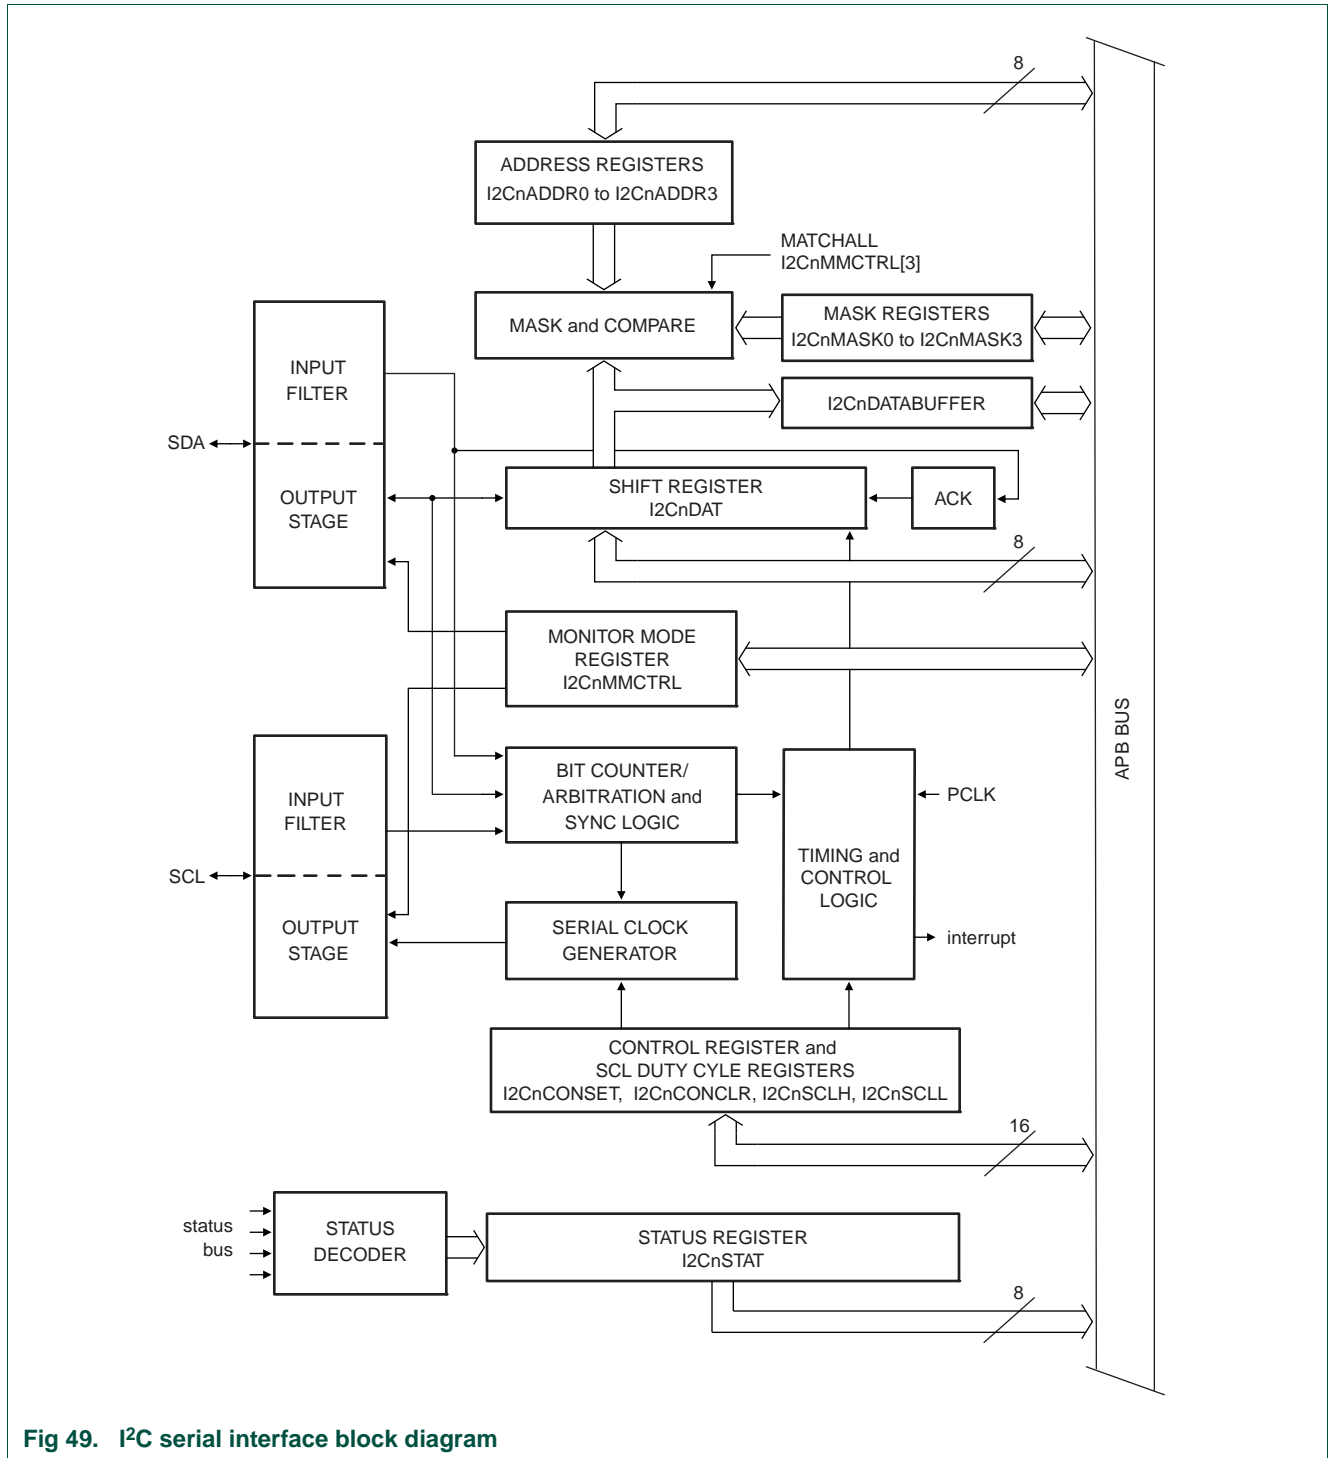 8
ADDRESS REGISTERS
I2CnADDR0 to I2CnADDR3
MATCHALL
I2CnMMCTRL[3]
MASK and COMPARE
MASK REGISTERS
I2CnMASK0 to I2CnMASK3
INPUT
FILTER
I2CnDATABUFFER
SDA
OUTPUT
STAGE
SHIFT REGISTER
I2CnDAT
ACK
8
MONITOR MODE
REGISTER
I2CnMMCTRL
APB BUS
INPUT
FILTER
BIT COUNTER/
ARBITRATION and
SYNC LOGIC
PCLK
TIMING and
CONTROL
LOGIC
SCL
OUTPUT
STAGE
SERIAL CLOCK
GENERATOR
interrupt
CONTROL REGISTER and
SCL DUTY CYLE REGISTERS
I2CnCONSET, I2CnCONCLR, I2CnSCLH, I2CnSCLL
16
status
bus
STATUS
DECODER
STATUS REGISTER
I2CnSTAT
8
Fig 49. I²C serial interface block diagram